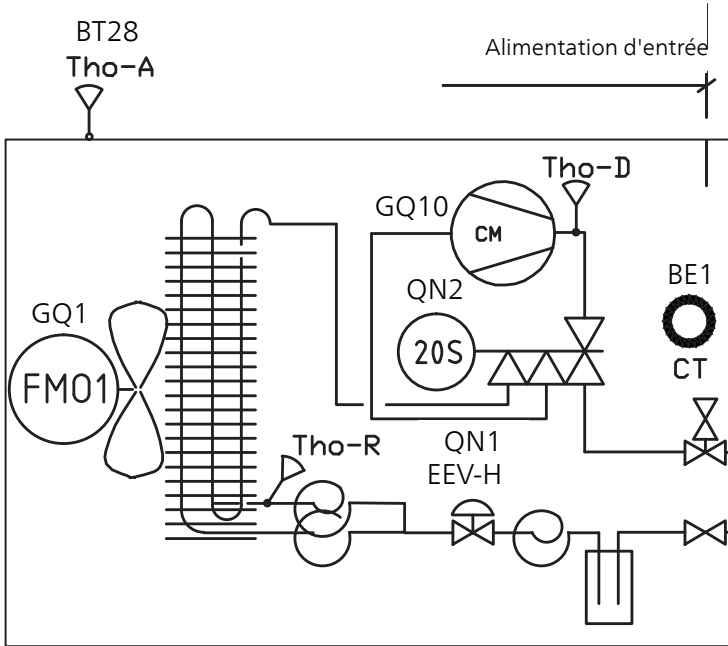 BT28
Tho-A
Alimentation d'entrée
Tho-D
GQ10
CM
BE1
QN2
GQ1
20S
CT
FM01
Tho-R
QN1
EEV-H